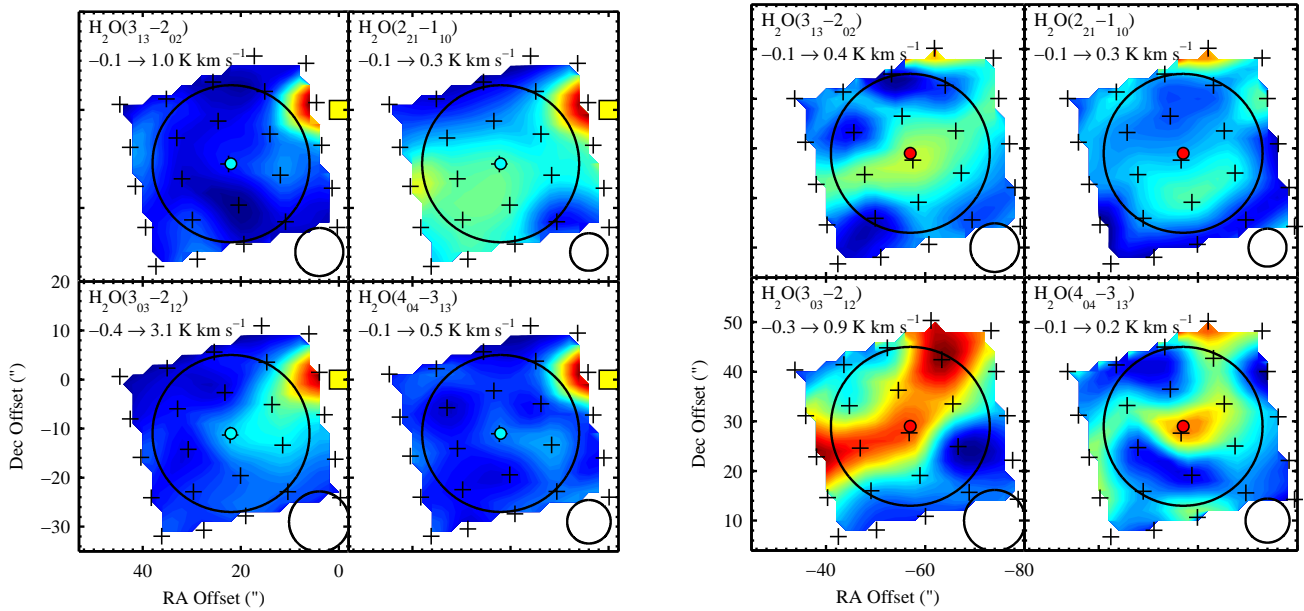 H₂O(3₁₃−2₀₂)
−0.1 → 1.0 K km s⁻¹
H₂O(2₂₁−1₁₀)
−0.1 → 0.3 K km s⁻¹
H₂O(3₀₃−2₁₂)
−0.4 → 3.1 K km s⁻¹
H₂O(4₀₄−3₁₃)
−0.1 → 0.5 K km s⁻¹
20
10
0
−10
−20
−30
Dec Offset (")
40
20
0
RA Offset (")
H₂O(3₁₃−2₀₂)
−0.1 → 0.4 K km s⁻¹
H₂O(2₂₁−1₁₀)
−0.1 → 0.3 K km s⁻¹
H₂O(3₀₃−2₁₂)
−0.3 → 0.9 K km s⁻¹
H₂O(4₀₄−3₁₃)
−0.1 → 0.2 K km s⁻¹
50
40
30
20
10
Dec Offset (")
−40
−60
−80
RA Offset (")